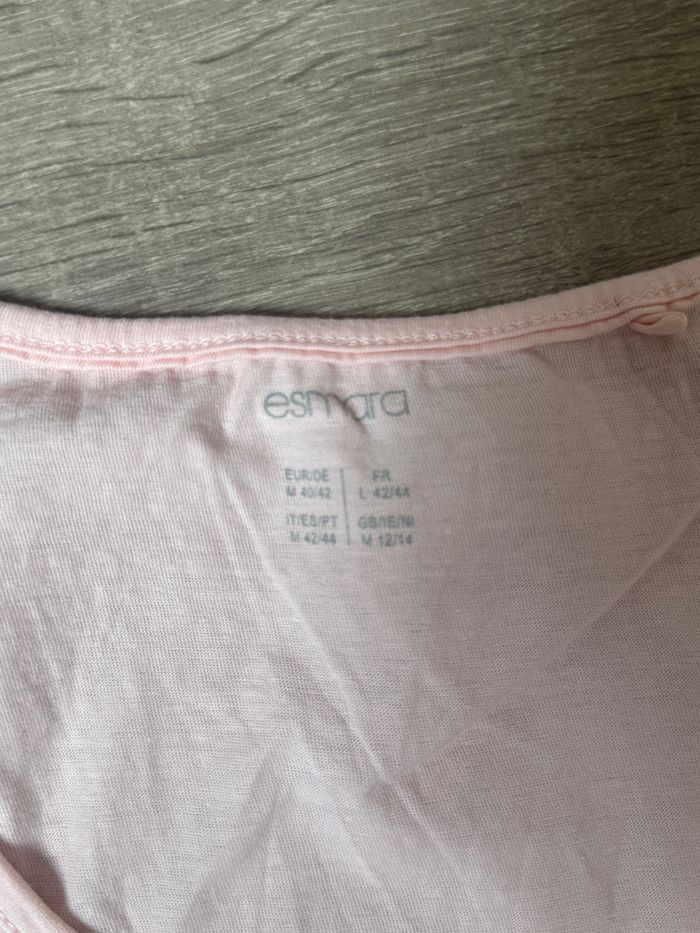 esmara
EUR/DE
M 40/42
FR
L 42/44
IT/ES/PT
M 42/44
GB/IE/NI
M 12/14